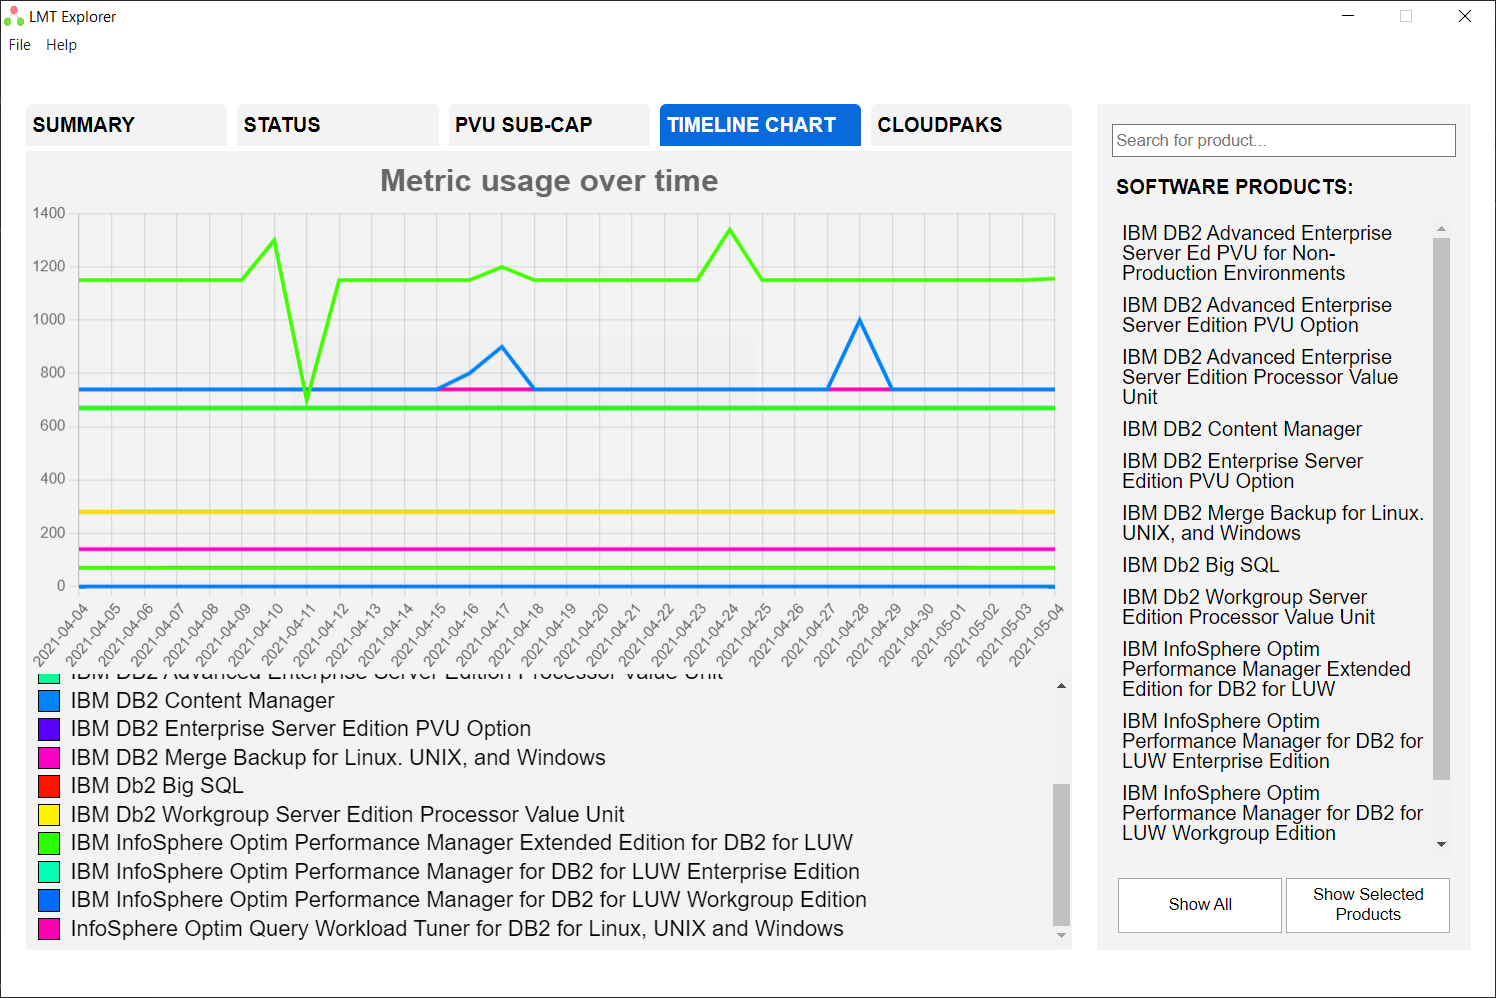 LMT Explorer
File Help
SUMMARY
STATUS
PVU SUB-CAP
TIMELINE CHART
CLOUDPAKS
Metric usage over time
1400
1200
1000
800
600
400
200
0
2021-04-04
2021-04-05
2021-04-06
2021-04-07
2021-04-08
2021-04-09
2021-04-10
2021-04-11
2021-04-12
2021-04-13
2021-04-14
2021-04-15
2021-04-16
2021-04-17
2021-04-18
2021-04-19
2021-04-20
2021-04-21
2021-04-22
2021-04-23
2021-04-24
2021-04-25
2021-04-26
2021-04-27
2021-04-28
2021-04-29
2021-04-30
2021-05-01
2021-05-02
2021-05-03
2021-05-04
IBM DB2 Advanced Enterprise Server Edition Processor Value Unit
IBM DB2 Content Manager
IBM DB2 Enterprise Server Edition PVU Option
IBM DB2 Merge Backup for Linux. UNIX, and Windows
IBM Db2 Big SQL
IBM Db2 Workgroup Server Edition Processor Value Unit
IBM InfoSphere Optim Performance Manager Extended Edition for DB2 for LUW
IBM InfoSphere Optim Performance Manager for DB2 for LUW Enterprise Edition
IBM InfoSphere Optim Performance Manager for DB2 for LUW Workgroup Edition
InfoSphere Optim Query Workload Tuner for DB2 for Linux, UNIX and Windows
Search for product...
SOFTWARE PRODUCTS:
IBM DB2 Advanced Enterprise
Server Ed PVU for Non-
Production Environments
IBM DB2 Advanced Enterprise
Server Edition PVU Option
IBM DB2 Advanced Enterprise
Server Edition Processor Value
Unit
IBM DB2 Content Manager
IBM DB2 Enterprise Server
Edition PVU Option
IBM DB2 Merge Backup for Linux.
UNIX, and Windows
IBM Db2 Big SQL
IBM Db2 Workgroup Server
Edition Processor Value Unit
IBM InfoSphere Optim
Performance Manager Extended
Edition for DB2 for LUW
IBM InfoSphere Optim
Performance Manager for DB2 for
LUW Enterprise Edition
IBM InfoSphere Optim
Performance Manager for DB2 for
LUW Workgroup Edition
Show All
Show Selected
Products